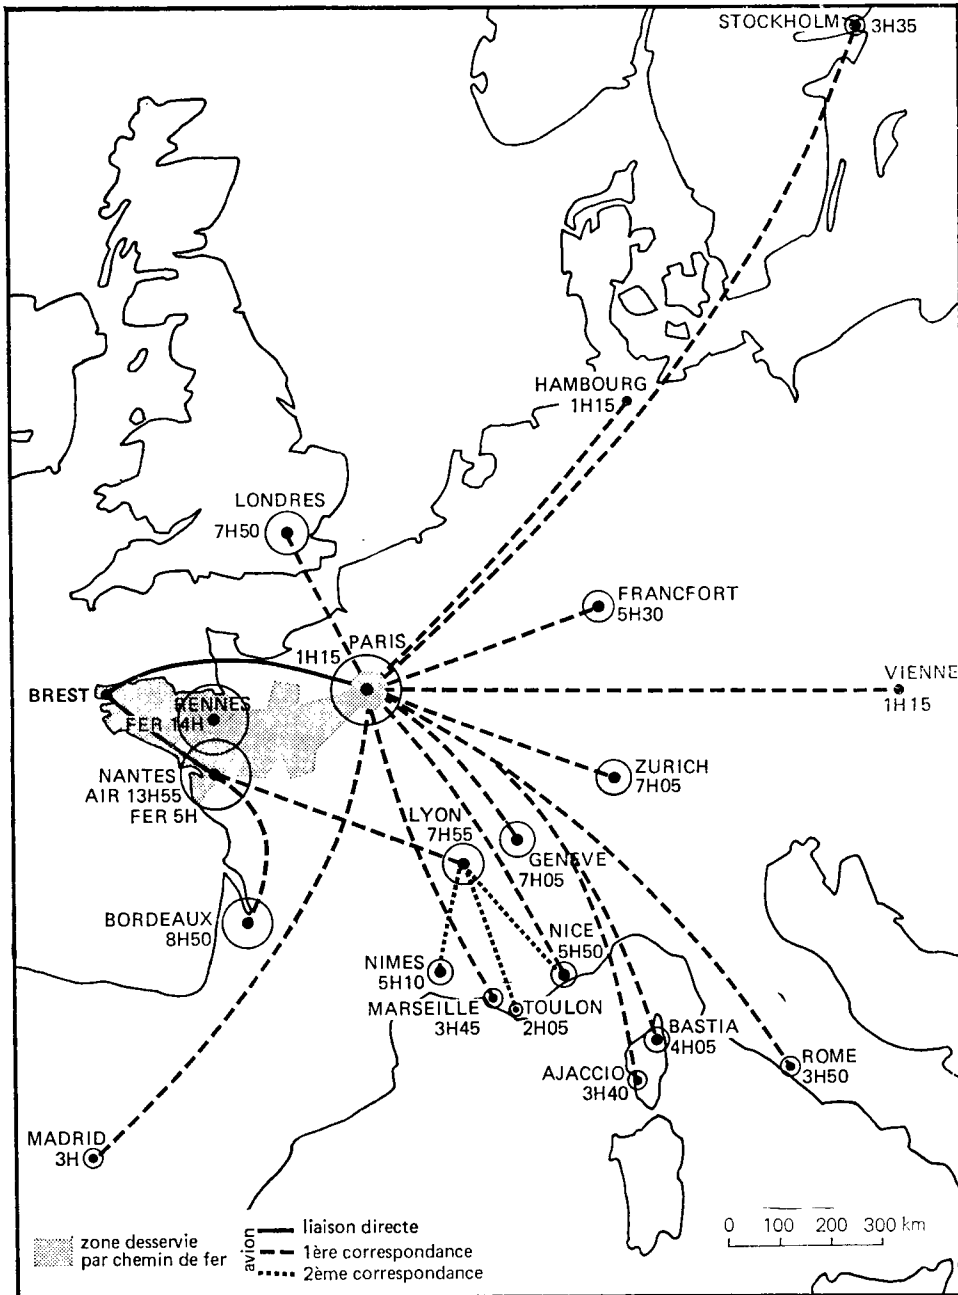 STOCKHOLM 3H35
HAMBOURG
1H15
LONDRES
7H50
FRANCFORT
5H30
PARIS
1H15
VIENNE
1H15
BREST
RENNES
FER 14H
NANTES
AIR 13H55
FER 5H
ZURICH
7H05
LYON
7H55
GENEVE
7H05
BORDEAUX
8H50
NICE
5H50
NIMES
5H10
MARSEILLE
3H45
TOULON
2H05
BASTIA
4H05
AJACCIO
3H40
ROME
3H50
MADRID
3H
zone desservie
par chemin de fer
avion
liaison directe
1ère correspondance
2ème correspondance
0 100 200 300 km